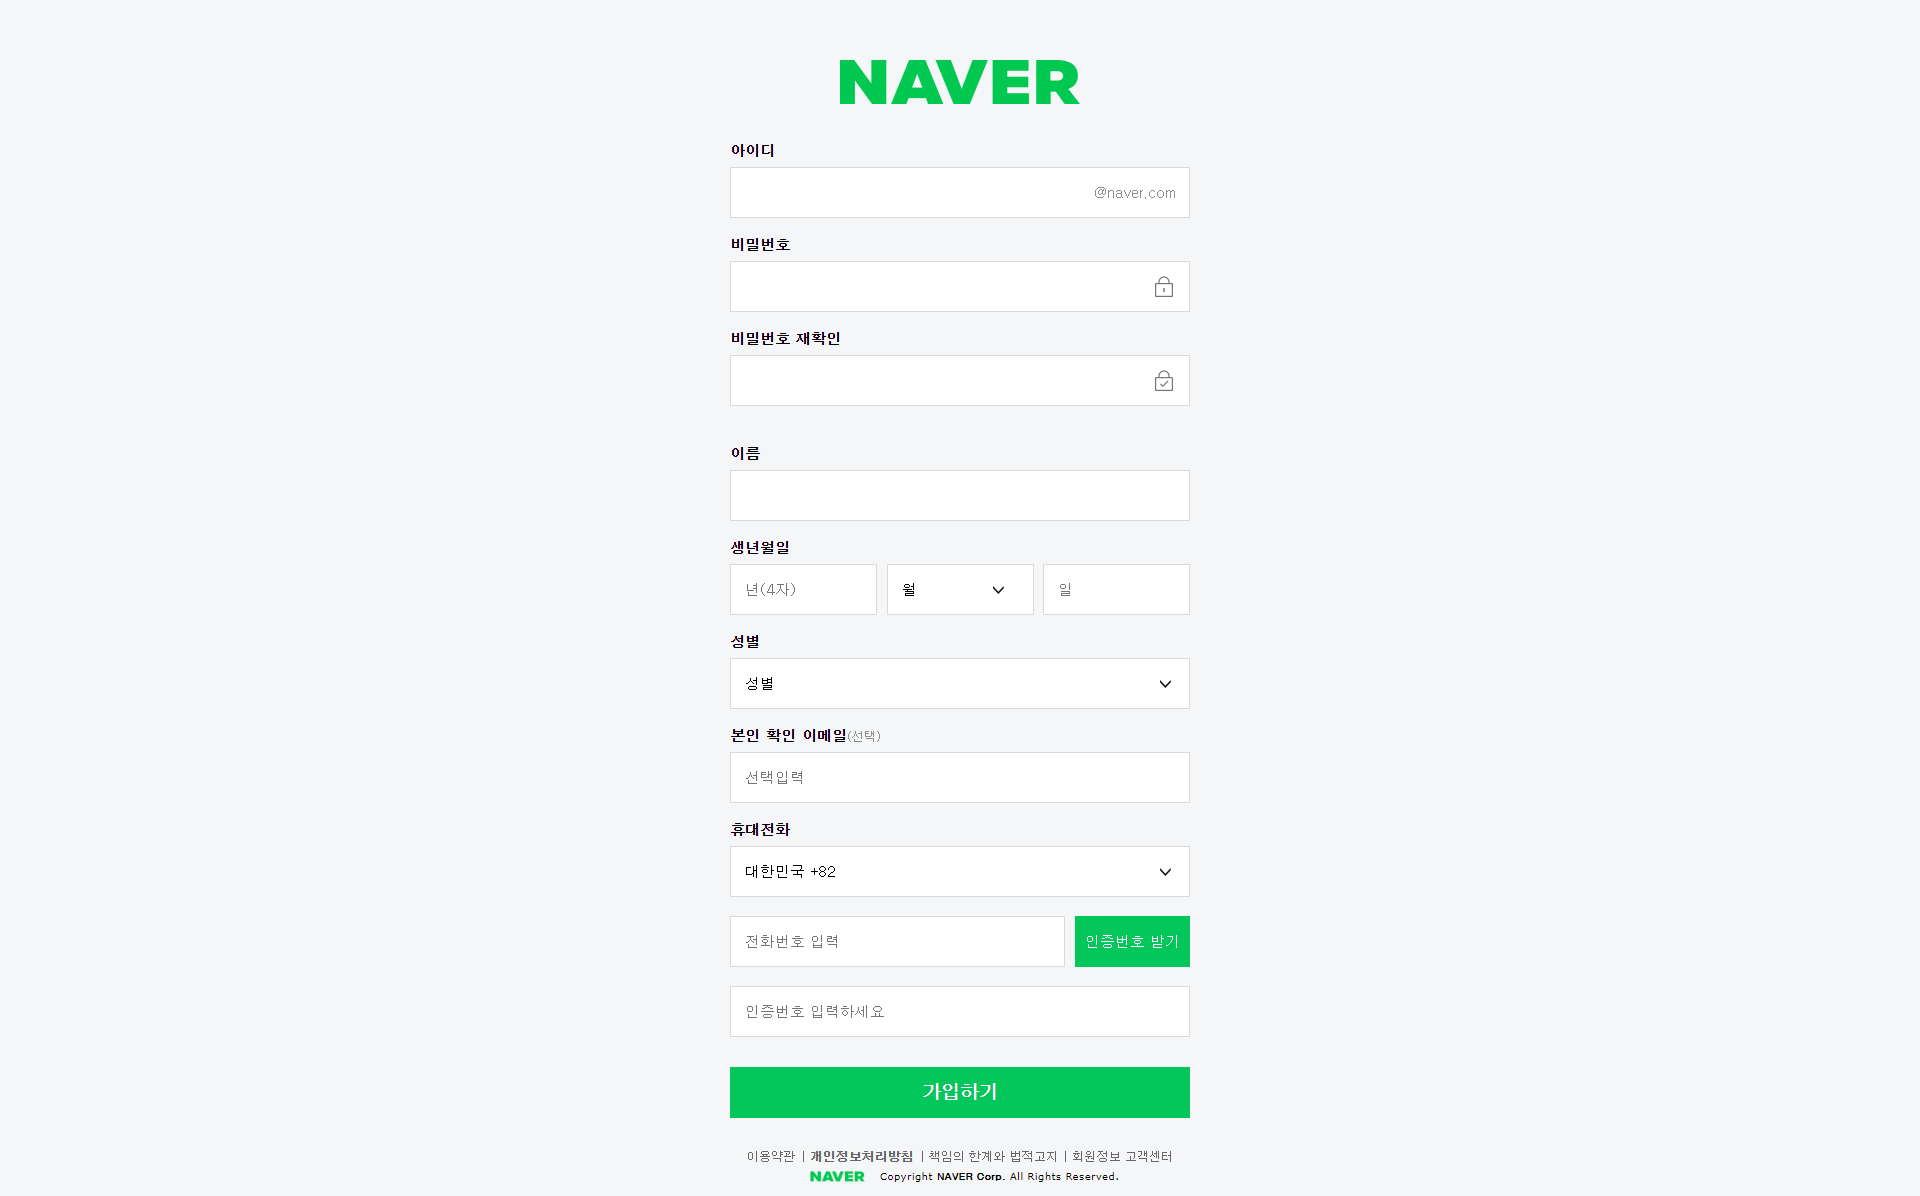 NAVER
아이디
@naver.com
비밀번호
비밀번호 재확인
이름
생년월일
년(4자) 월 일
성별
성별
본인 확인 이메일(선택)
선택입력
휴대전화
대한민국 +82
전화번호 입력 인증번호 받기
인증번호 입력하세요
가입하기
이용약관 | 개인정보처리방침 | 책임의 한계와 법적고지 | 회원정보 고객센터
NAVER Copyright NAVER Corp. All Rights Reserved.